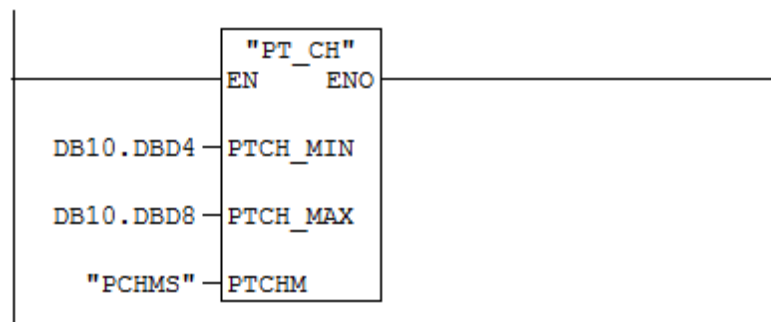 "PT_CH"
EN ENO
DB10.DBD4 PTCH_MIN
DB10.DBD8 PTCH_MAX
"PCHMS" PTCHM